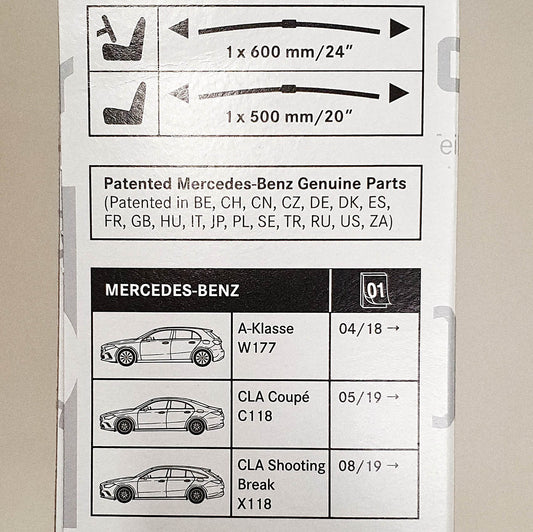 1 x 600 mm/24"
1 x 500 mm/20"
Patented Mercedes-Benz Genuine Parts
(Patented in BE, CH, CN, CZ, DE, DK, ES,
FR, GB, HU, IT, JP, PL, SE, TR, RU, US, ZA)
MERCEDES-BENZ 01
A-Klasse 04/18 →
W177
CLA Coupé 05/19 →
C118
CLA Shooting 08/19 →
Break
X118